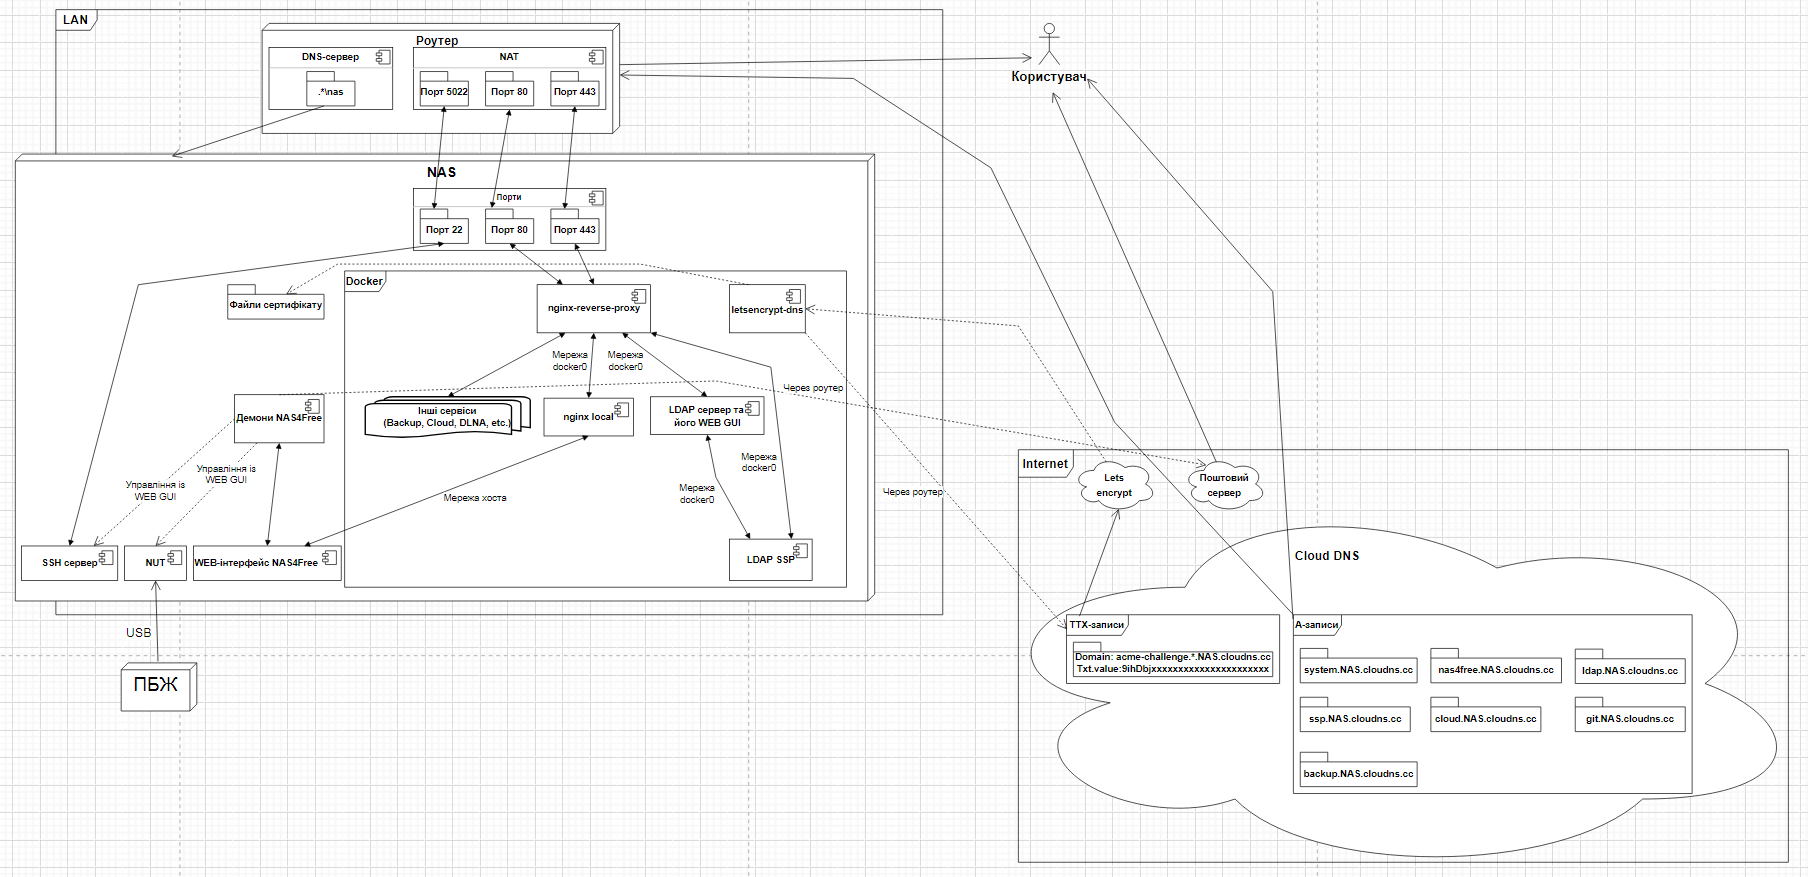 LAN
Роутер
DNS-сервер
.*\nas
NAT
Порт 5022
Порт 80
Порт 443
Користувач
NAS
Порти
Порт 22
Порт 80
Порт 443
Файли сертифікату
Docker
nginx-reverse-proxy
letsencrypt-dns
Мережа
docker0
Мережа
docker0
Через роутер
Демони NAS4Free
Інші сервіси
(Backup, Cloud, DLNA, etc.)
nginx local
LDAP сервер та
його WEB GUI
Управління із
WEB GUI
Управління із
WEB GUI
Мережа хоста
Мережа
docker0
Мережа
docker0
Через роутер
SSH сервер
NUT
WEB-інтерфейс NAS4Free
LDAP SSP
USB
ПБЖ
Internet
Lets
encrypt
Поштовий
сервер
Cloud DNS
TTX-записи
Domain: acme-challenge.*.NAS.cloudns.cc
Txt.value:9ihDbjxxxxxxxxxxxxxxxxxxxxxx
A-записи
system.NAS.cloudns.cc
nas4free.NAS.cloudns.cc
ldap.NAS.cloudns.cc
ssp.NAS.cloudns.cc
cloud.NAS.cloudns.cc
git.NAS.cloudns.cc
backup.NAS.cloudns.cc